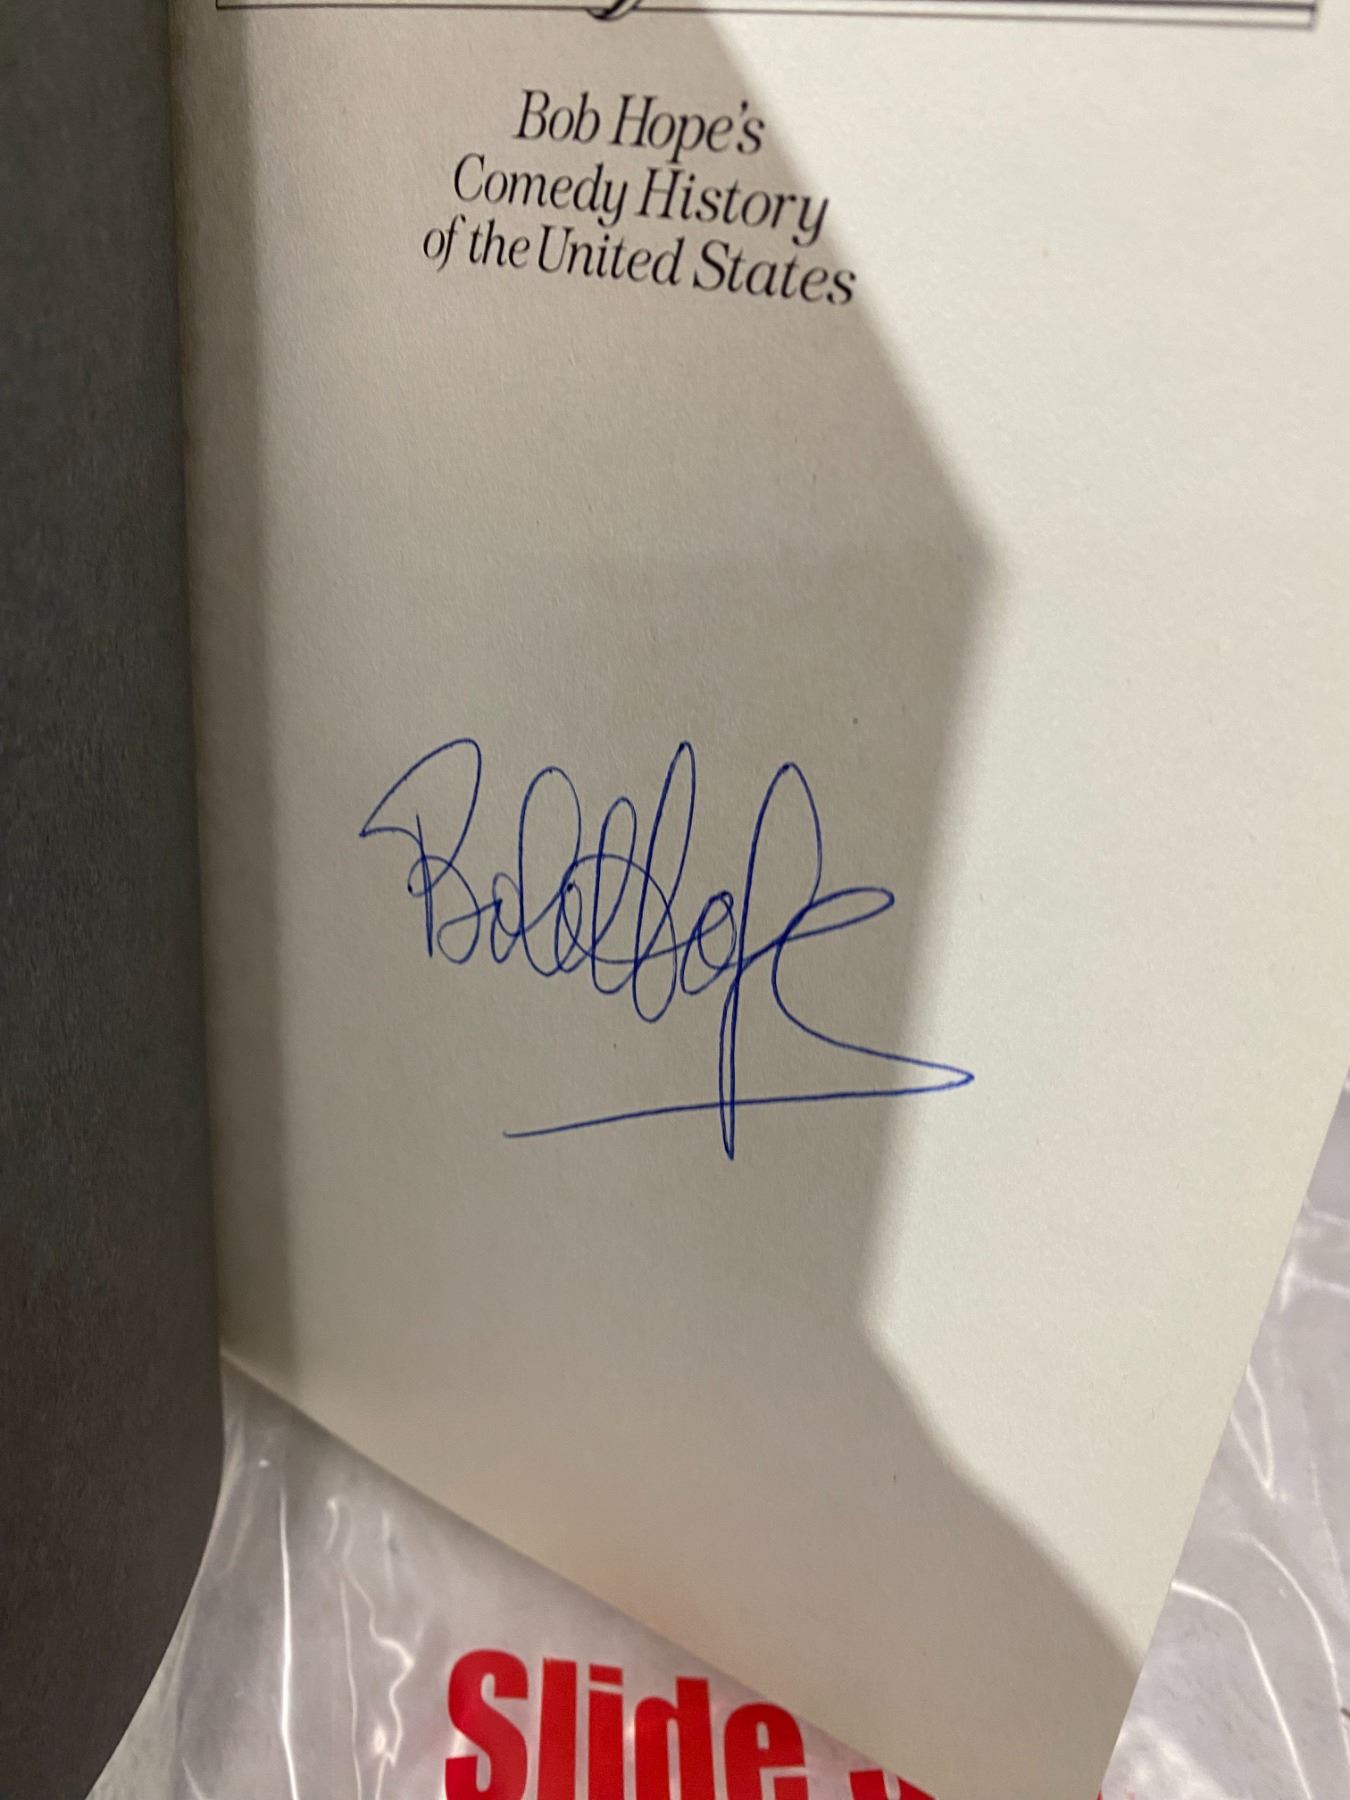 Bob Hope's
Comedy History
of the United States
Bob Hope
Slide